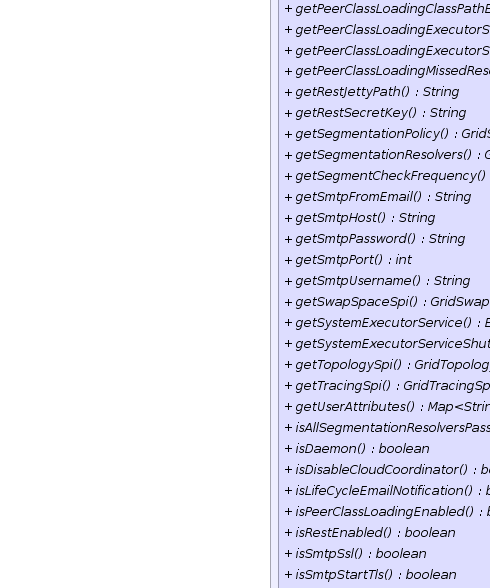 + getPeerClassLoadingClassPathE
+ getPeerClassLoadingExecutorS
+ getPeerClassLoadingExecutorS
+ getPeerClassLoadingMissedReso
+ getRestJettyPath() : String
+ getRestSecretKey() : String
+ getSegmentationPolicy() : GridS
+ getSegmentationResolvers() : G
+ getSegmentCheckFrequency()
+ getSmtpFromEmail() : String
+ getSmtpHost() : String
+ getSmtpPassword() : String
+ getSmtpPort() : int
+ getSmtpUsername() : String
+ getSwapSpaceSpi() : GridSwap
+ getSystemExecutorService() : E
+ getSystemExecutorServiceShut
+ getTopologySpi() : GridTopolog
+ getTracingSpi() : GridTracingSp
+ getUserAttributes() : Map<Strin
+ isAllSegmentationResolversPass
+ isDaemon() : boolean
+ isDisableCloudCoordinator() : bo
+ isLifeCycleEmailNotification() : b
+ isPeerClassLoadingEnabled() : b
+ isRestEnabled() : boolean
+ isSmtpSsl() : boolean
+ isSmtpStartTls() : boolean